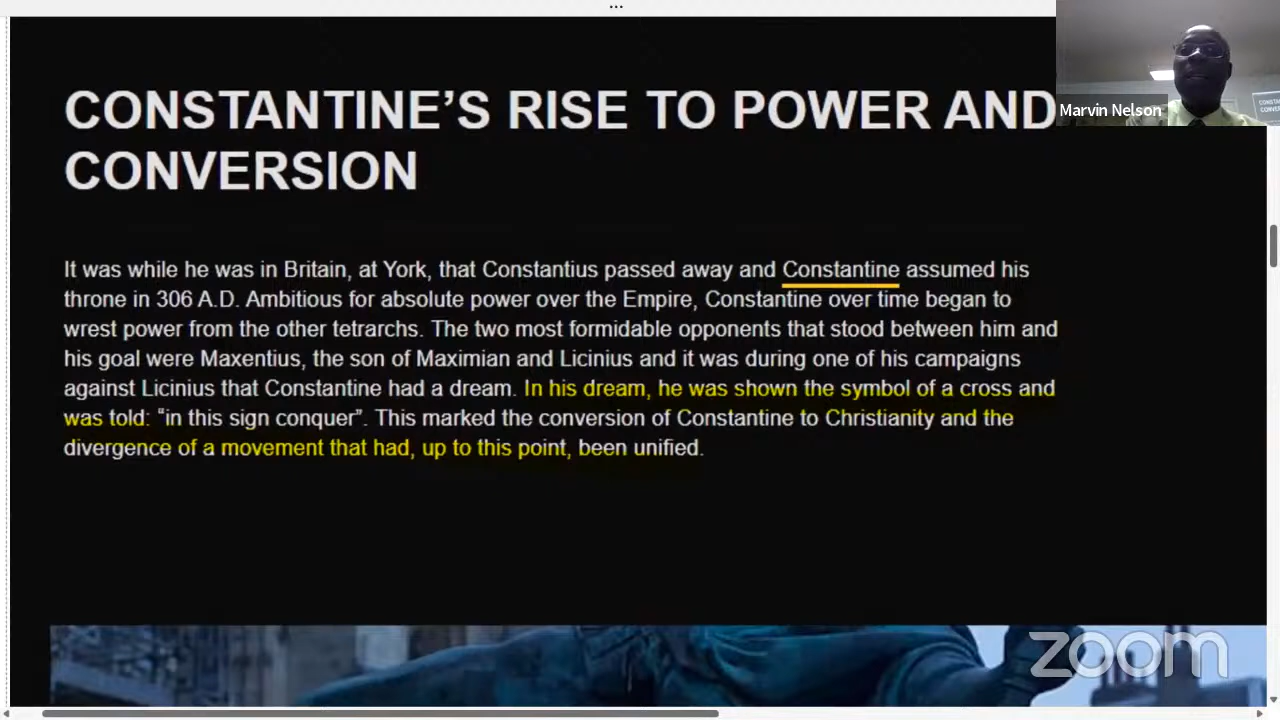 CONSTANTINE’S RISE TO POWER AND
CONVERSION
Marvin Nelson
It was while he was in Britain, at York, that Constantius passed away and Constantine assumed his
throne in 306 A.D. Ambitious for absolute power over the Empire, Constantine over time began to
wrest power from the other tetrarchs. The two most formidable opponents that stood between him and
his goal were Maxentius, the son of Maximian and Licinius and it was during one of his campaigns
against Licinius that Constantine had a dream. In his dream, he was shown the symbol of a cross and
was told: “in this sign conquer”. This marked the conversion of Constantine to Christianity and the
divergence of a movement that had, up to this point, been unified.
zoom